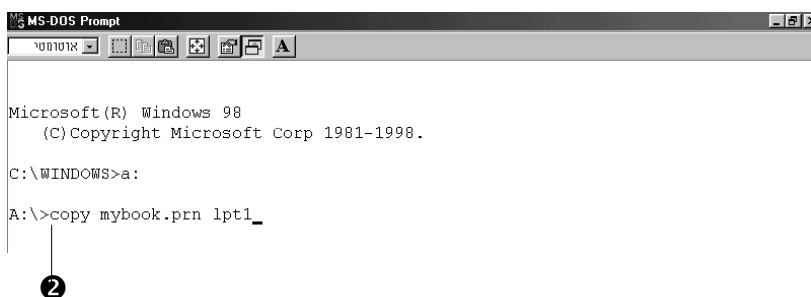 MS-DOS Prompt
אוטומטי A
Microsoft(R) Windows 98
(C)Copyright Microsoft Corp 1981-1998.
C:\WINDOWS>a:
A:\>copy mybook.prn lpt1_
2